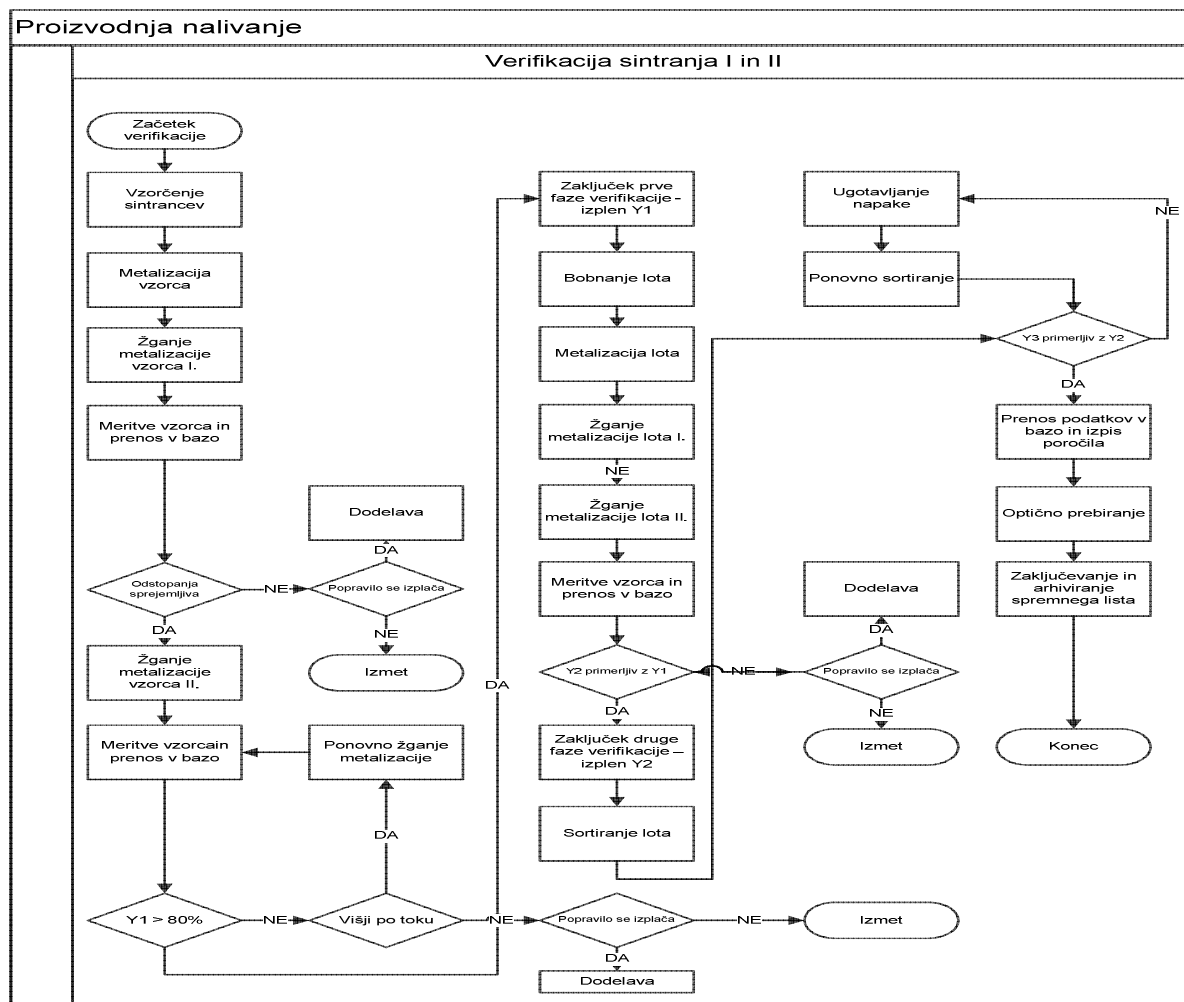 Proizvodnja nalivanje
Verifikacija sintranja I in II
Začetek
verifikacije
Vzorčenje
sintrancev
Metalizacija
vzorca
Žganje
metalizacije
vzorca I.
Meritve vzorca in
prenos v bazo
Odstopanja
sprejemljiva
NE
Popravilo se izplača
DA
Dodelava
NE
Izmet
DA
Žganje
metalizacije
vzorca II.
Meritve vzorcain
prenos v bazo
Ponovno žganje
metalizacije
DA
Y1 > 80%
NE
Višji po toku
NE
Popravilo se izplača
NE
Izmet
DA
Dodelava
DA
Zaključek prve
faze verifikacije -
izplen Y1
Bobnanje lota
Metalizacija lota
Žganje
metalizacije lota I.
NE
Žganje
metalizacije lota II.
Meritve vzorca in
prenos v bazo
Y2 primerljiv z Y1
NE
Popravilo se izplača
DA
Dodelava
NE
Izmet
DA
Zaključek druge
faze verifikacije –
izplen Y2
Sortiranje lota
Ugotavljanje
napake
NE
Ponovno sortiranje
Y3 primerljiv z Y2
DA
Prenos podatkov v
bazo in izpis
poročila
Optično prebiranje
Zaključevanje in
arhiviranje
spremnega lista
Konec